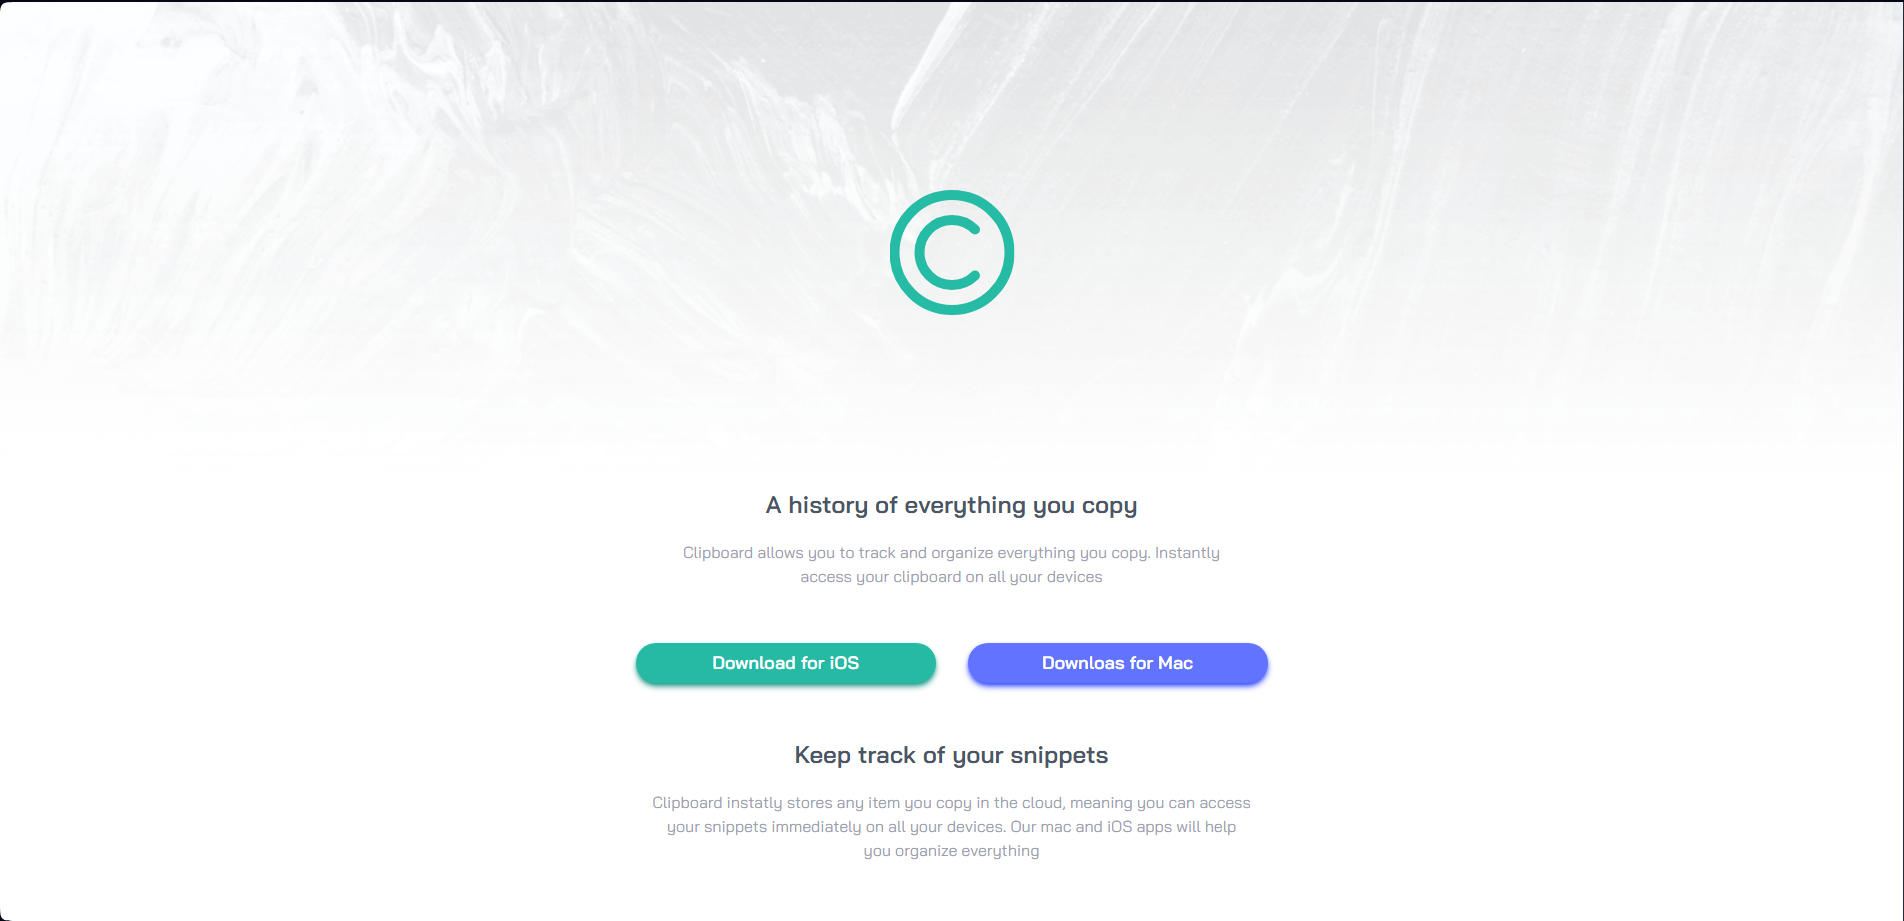 A history of everything you copy
Clipboard allows you to track and organize everything you copy. Instantly
access your clipboard on all your devices
Download for iOS
Downloas for Mac
Keep track of your snippets
Clipboard instatly stores any item you copy in the cloud, meaning you can access
your snippets immediately on all your devices. Our mac and iOS apps will help
you organize everything